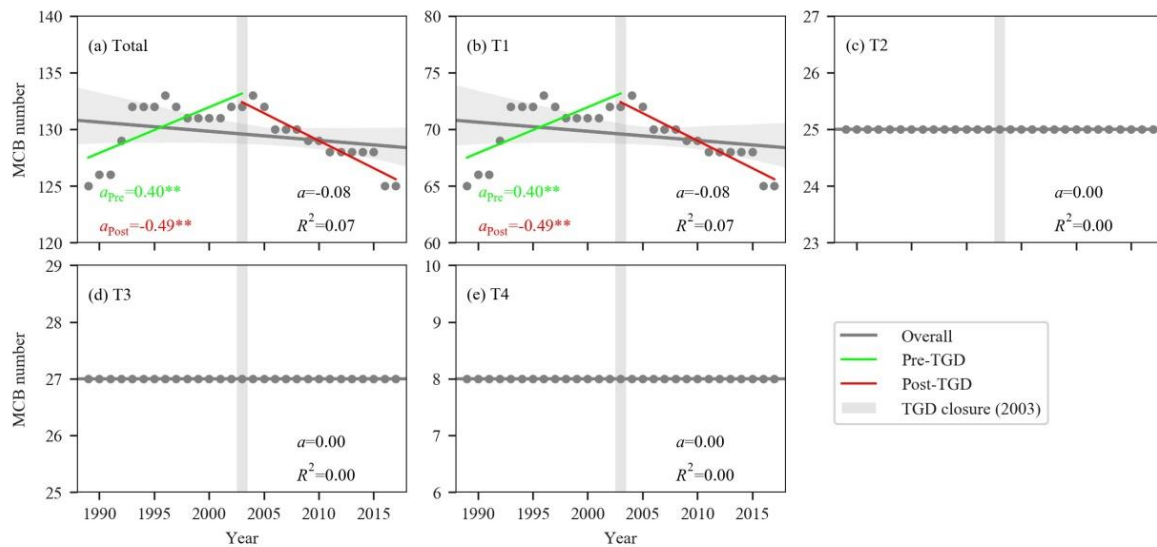 (a) Total
MCB number
140
135
130
125
120
a_Pre=0.40**
a_Post=-0.49**
a=-0.08
R²=0.07
(b) T1
80
75
70
65
60
a_Pre=0.40**
a_Post=-0.49**
a=-0.08
R²=0.07
(c) T2
27
26
25
24
23
a=0.00
R²=0.00
(d) T3
MCB number
29
28
27
26
25
a=0.00
R²=0.00
1990 1995 2000 2005 2010 2015
Year
(e) T4
10
9
8
7
6
a=0.00
R²=0.00
1990 1995 2000 2005 2010 2015
Year
Overall
Pre-TGD
Post-TGD
TGD closure (2003)